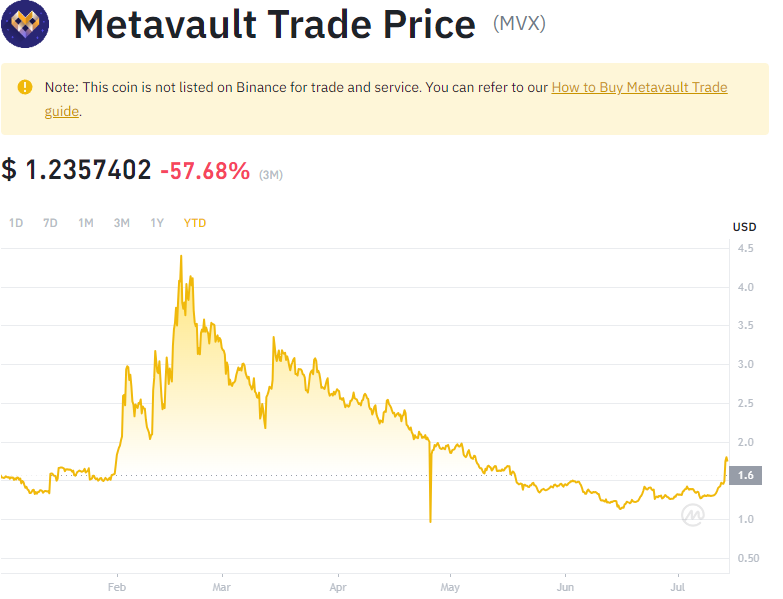 Metavault Trade Price (MVX)
Note: This coin is not listed on Binance for trade and service. You can refer to our How to Buy Metavault Trade
guide.
$ 1.2357402 -57.68% (3M)
1D 7D 1M 3M 1Y YTD
USD
4.5
4.0
3.5
3.0
2.5
2.0
1.6
1.0
0.50
Feb Mar Apr May Jun Jul